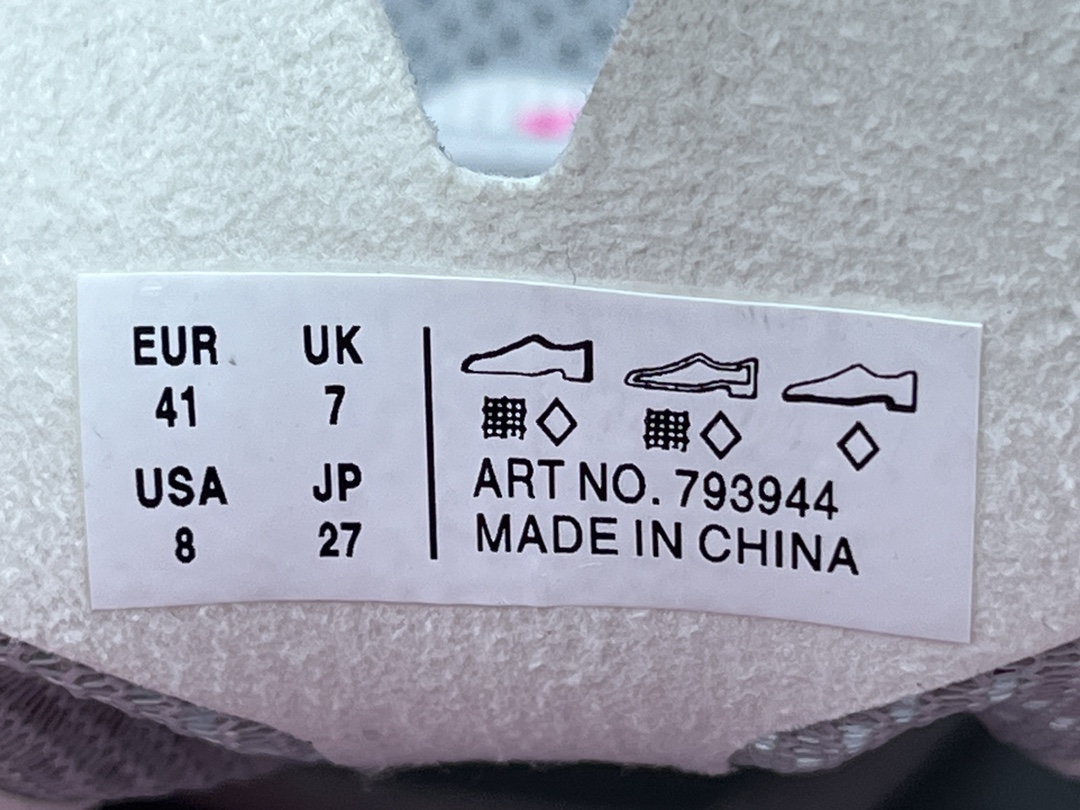 EUR UK
41 7
USA JP
8 27
ART NO. 793944
MADE IN CHINA